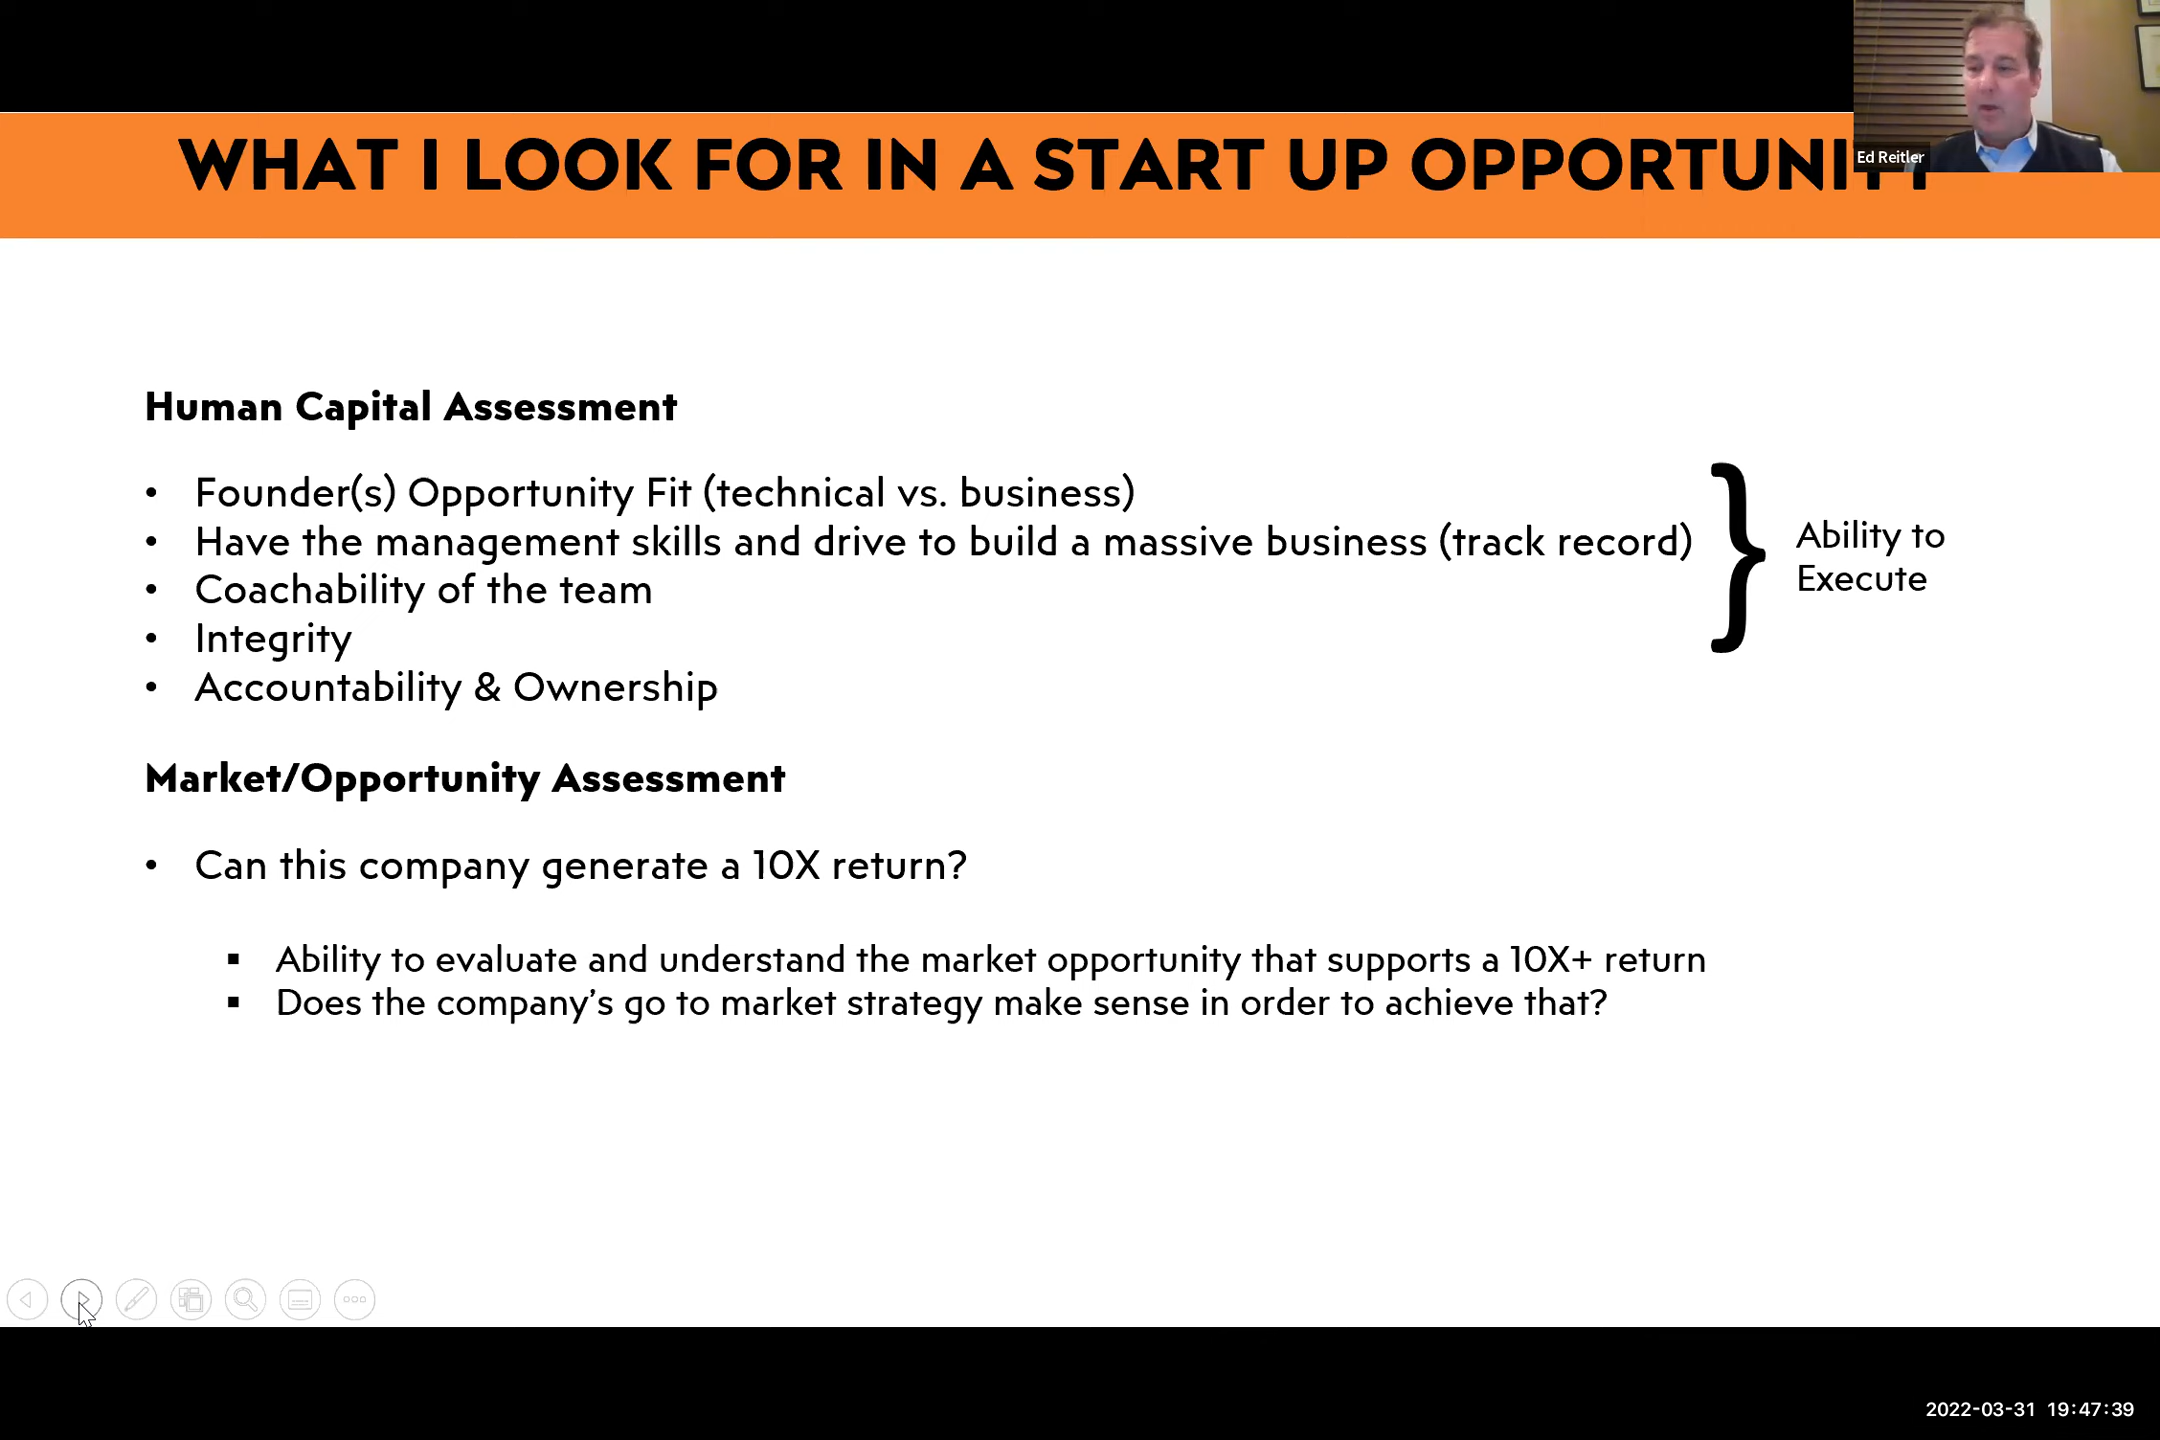 WHAT I LOOK FOR IN A START UP OPPORTUNITY
Ed Reitler
Human Capital Assessment
• Founder(s) Opportunity Fit (technical vs. business)
• Have the management skills and drive to build a massive business (track record)
• Coachability of the team
• Integrity
• Accountability & Ownership
Ability to
Execute
Market/Opportunity Assessment
• Can this company generate a 10X return?
▪ Ability to evaluate and understand the market opportunity that supports a 10X+ return
▪ Does the company’s go to market strategy make sense in order to achieve that?
2022-03-31 19:47:39